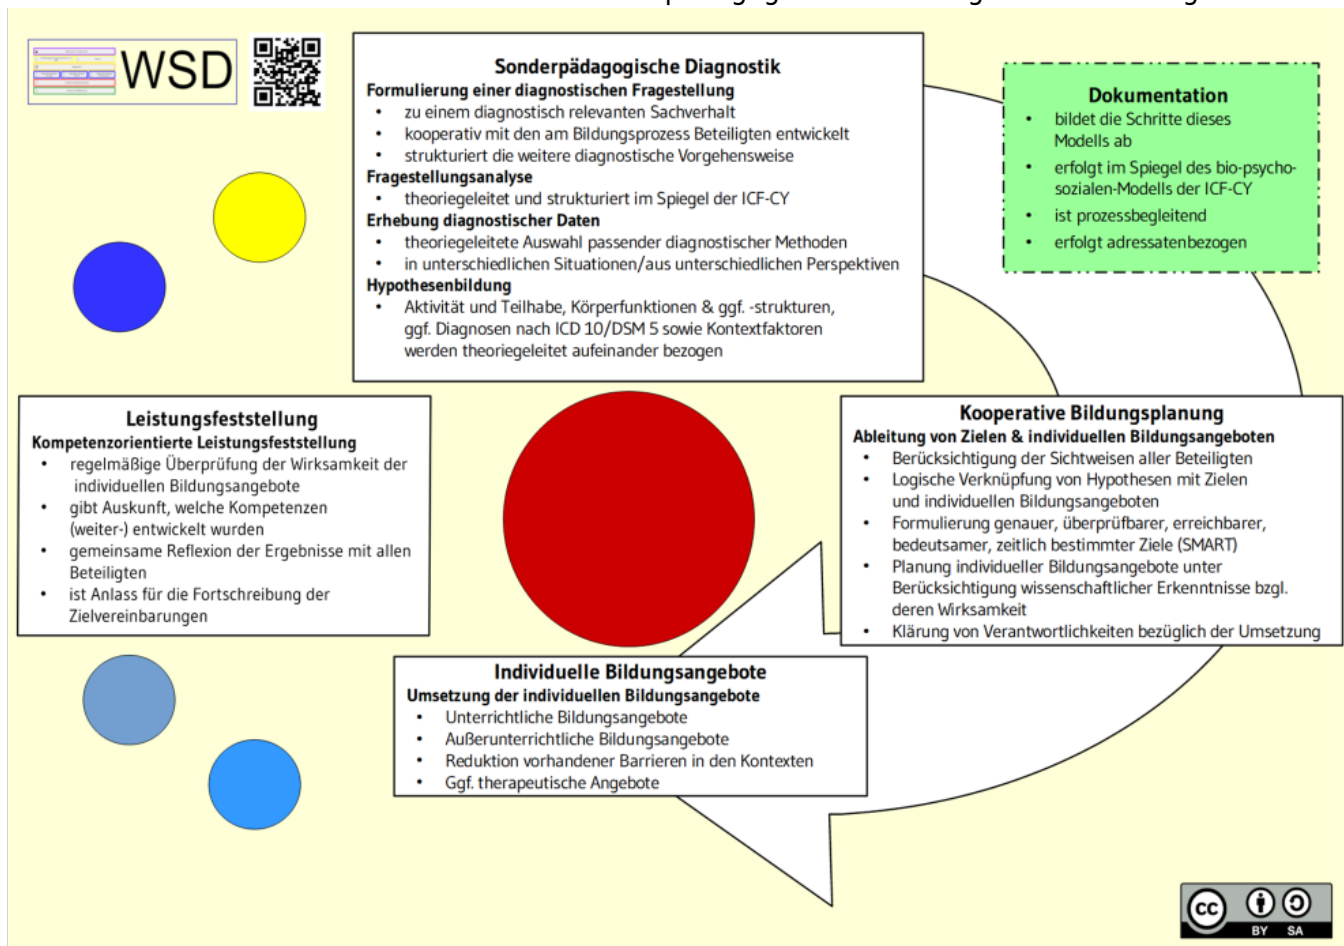 WSD
Sonderpädagogische Diagnostik
Formulierung einer diagnostischen Fragestellung
• zu einem diagnostisch relevanten Sachverhalt
• kooperativ mit den am Bildungsprozess Beteiligten entwickelt
• strukturiert die weitere diagnostische Vorgehensweise
Fragestellungsanalyse
• theoriegeleitet und strukturiert im Spiegel der ICF-CY
Erhebung diagnostischer Daten
• theoriegeleitete Auswahl passender diagnostischer Methoden
• in unterschiedlichen Situationen/aus unterschiedlichen Perspektiven
Hypothesenbildung
• Aktivität und Teilhabe, Körperfunktionen & ggf. -strukturen,
ggf. Diagnosen nach ICD 10/DSM 5 sowie Kontextfaktoren
werden theoriegeleitet aufeinander bezogen
Dokumentation
• bildet die Schritte dieses
Modells ab
• erfolgt im Spiegel des bio-psycho-
sozialen-Modells der ICF-CY
• ist prozessbegleitend
• erfolgt adressatenbezogen
Leistungsfeststellung
Kompetenzorientierte Leistungsfeststellung
• regelmäßige Überprüfung der Wirksamkeit der
individuellen Bildungsangebote
• gibt Auskunft, welche Kompetenzen
(weiter-) entwickelt wurden
• gemeinsame Reflexion der Ergebnisse mit allen
Beteiligten
• ist Anlass für die Fortschreibung der
Zielvereinbarungen
Kooperative Bildungsplanung
Ableitung von Zielen & individuellen Bildungsangeboten
• Berücksichtigung der Sichtweisen aller Beteiligten
• Logische Verknüpfung von Hypothesen mit Zielen
und individuellen Bildungsangeboten
• Formulierung genauer, überprüfbarer, erreichbarer,
bedeutsamer, zeitlich bestimmter Ziele (SMART)
• Planung individueller Bildungsangebote unter
Berücksichtigung wissenschaftlicher Erkenntnisse bzgl.
deren Wirksamkeit
• Klärung von Verantwortlichkeiten bezüglich der Umsetzung
Individuelle Bildungsangebote
Umsetzung der individuellen Bildungsangebote
• Unterrichtliche Bildungsangebote
• Außerunterrichtliche Bildungsangebote
• Reduktion vorhandener Barrieren in den Kontexten
• Ggf. therapeutische Angebote
cc
BY SA